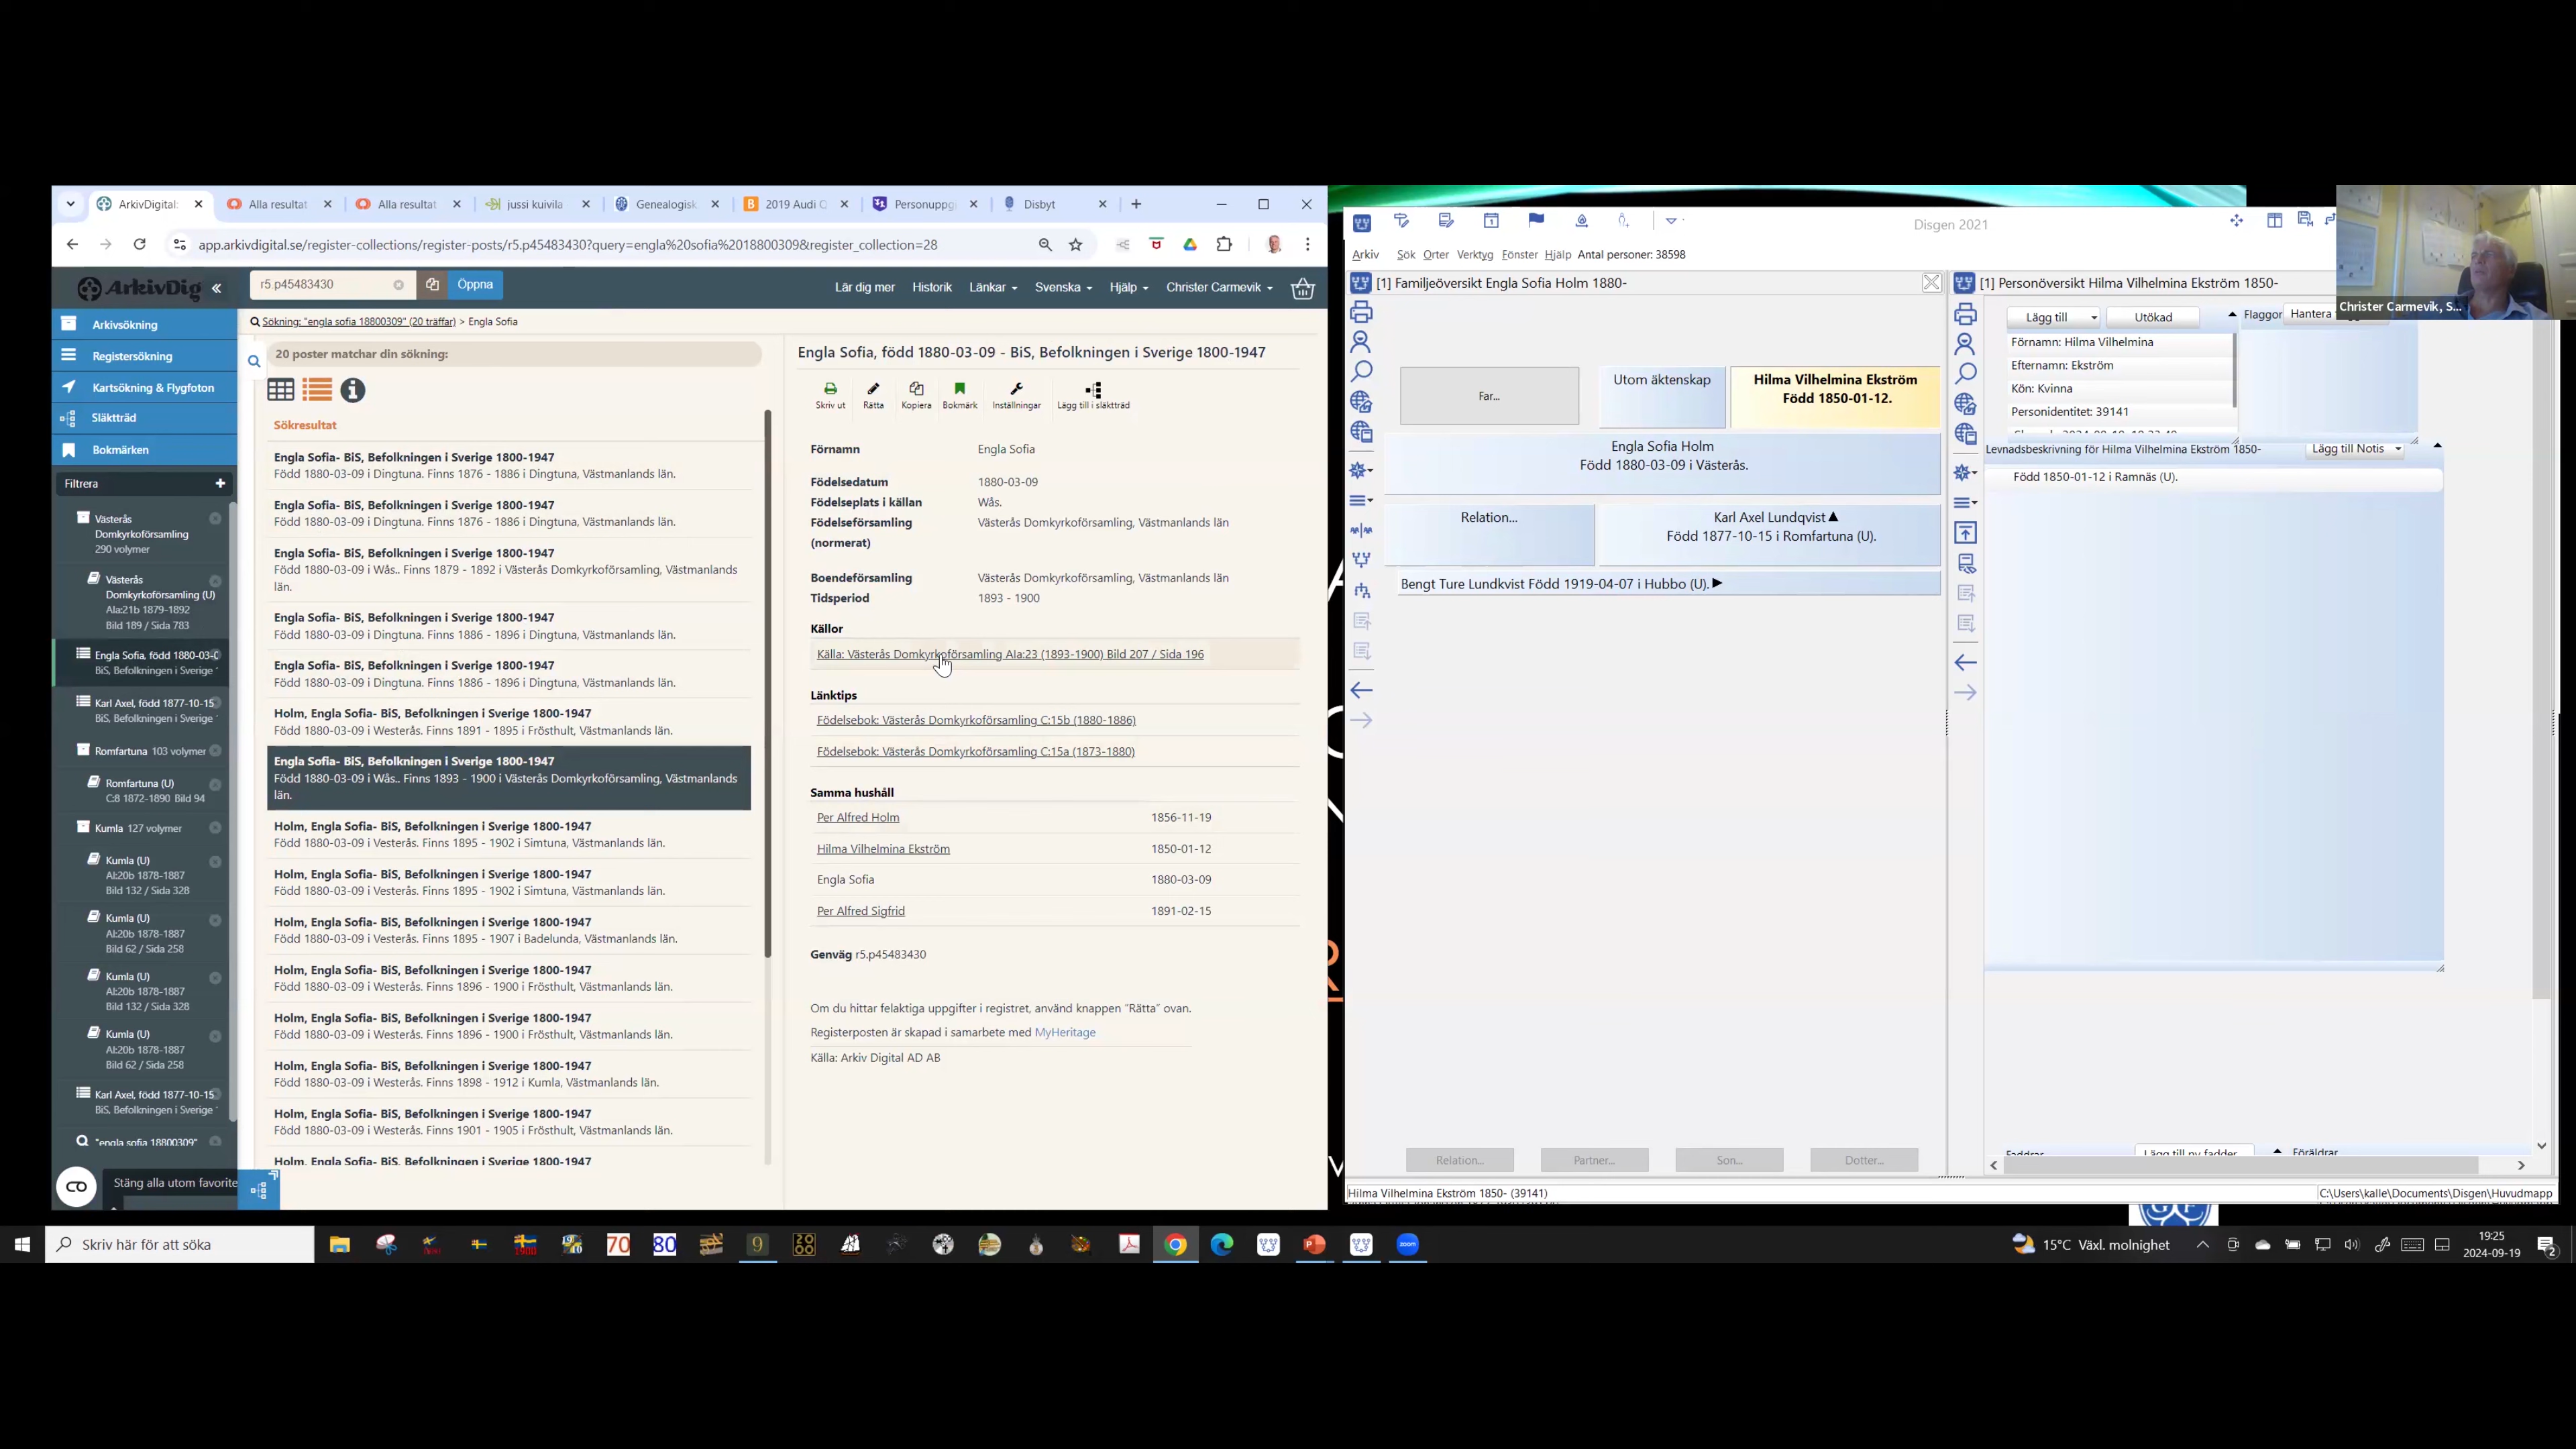 ArkivDigital:
Alla resultat
Alla resultat
jussi kuivila
Genealogisk
2019 Audi Q
Personuppg
Disbyt
app.arkivdigital.se/register-collections/register-posts/r5.p45483430?query=engla%20sofia%2018800309&register_collection=28
ArkivDig
r5.p45483430
Öppna
Lär dig mer
Historik
Länkar
Svenska
Hjälp
Christer Carmevik
Arkivsökning
Registersökning
Kartsökning & Flygfoton
Släktträd
Bokmärken
Filtrera
Västerås
Domkyrkoförsamling
290 volymer
Västerås
Domkyrkoförsamling (U)
AIa:21b 1879-1892
Bild 189 / Sida 783
Engla Sofia, född 1880-03-0
BiS, Befolkningen i Sverige
Karl Axel, född 1877-10-15
BiS, Befolkningen i Sverige
Romfartuna 103 volymer
Romfartuna (U)
C:8 1872-1890 Bild 94
Kumla 127 volymer
Kumla (U)
AI:20b 1878-1887
Bild 132 / Sida 328
Kumla (U)
AI:20b 1878-1887
Bild 62 / Sida 258
Kumla (U)
AI:20b 1878-1887
Bild 132 / Sida 328
Kumla (U)
AI:20b 1878-1887
Bild 62 / Sida 258
Karl Axel, född 1877-10-15
BiS, Befolkningen i Sverige
"engla sofia 18800309"
Stäng alla utom favorite
Sökning: "engla sofia 18800309" (20 träffar) > Engla Sofia
20 poster matchar din sökning:
Sökresultat
Engla Sofia- BiS, Befolkningen i Sverige 1800-1947
Född 1880-03-09 i Dingtuna. Finns 1876 - 1886 i Dingtuna, Västmanlands län.
Engla Sofia- BiS, Befolkningen i Sverige 1800-1947
Född 1880-03-09 i Dingtuna. Finns 1876 - 1886 i Dingtuna, Västmanlands län.
Engla Sofia- BiS, Befolkningen i Sverige 1800-1947
Född 1880-03-09 i Wås.. Finns 1879 - 1892 i Västerås Domkyrkoförsamling, Västmanlands
län.
Engla Sofia- BiS, Befolkningen i Sverige 1800-1947
Född 1880-03-09 i Dingtuna. Finns 1886 - 1896 i Dingtuna, Västmanlands län.
Engla Sofia- BiS, Befolkningen i Sverige 1800-1947
Född 1880-03-09 i Dingtuna. Finns 1886 - 1896 i Dingtuna, Västmanlands län.
Holm, Engla Sofia- BiS, Befolkningen i Sverige 1800-1947
Född 1880-03-09 i Westerås. Finns 1891 - 1895 i Frösthult, Västmanlands län.
Engla Sofia- BiS, Befolkningen i Sverige 1800-1947
Född 1880-03-09 i Wås.. Finns 1893 - 1900 i Västerås Domkyrkoförsamling, Västmanlands
län.
Holm, Engla Sofia- BiS, Befolkningen i Sverige 1800-1947
Född 1880-03-09 i Vesterås. Finns 1895 - 1902 i Simtuna, Västmanlands län.
Holm, Engla Sofia- BiS, Befolkningen i Sverige 1800-1947
Född 1880-03-09 i Vesterås. Finns 1895 - 1902 i Simtuna, Västmanlands län.
Holm, Engla Sofia- BiS, Befolkningen i Sverige 1800-1947
Född 1880-03-09 i Vesterås. Finns 1895 - 1907 i Badelunda, Västmanlands län.
Holm, Engla Sofia- BiS, Befolkningen i Sverige 1800-1947
Född 1880-03-09 i Westerås. Finns 1896 - 1900 i Frösthult, Västmanlands län.
Holm, Engla Sofia- BiS, Befolkningen i Sverige 1800-1947
Född 1880-03-09 i Westerås. Finns 1896 - 1900 i Frösthult, Västmanlands län.
Holm, Engla Sofia- BiS, Befolkningen i Sverige 1800-1947
Född 1880-03-09 i Westerås. Finns 1898 - 1912 i Kumla, Västmanlands län.
Holm, Engla Sofia- BiS, Befolkningen i Sverige 1800-1947
Född 1880-03-09 i Westerås. Finns 1901 - 1905 i Frösthult, Västmanlands län.
Holm, Engla Sofia- BiS, Befolkningen i Sverige 1800-1947
Engla Sofia, född 1880-03-09 - BiS, Befolkningen i Sverige 1800-1947
Skriv ut
Rätta
Kopiera
Bokmärk
Inställningar
Lägg till i släktträd
Förnamn Engla Sofia
Födelsedatum 1880-03-09
Födelseplats i källan Wås.
Födelseförsamling Västerås Domkyrkoförsamling, Västmanlands län
(normerat)
Boendeförsamling Västerås Domkyrkoförsamling, Västmanlands län
Tidsperiod 1893 - 1900
Källor
Källa: Västerås Domkyrkoförsamling AIa:23 (1893-1900) Bild 207 / Sida 196
Länktips
Födelsebok: Västerås Domkyrkoförsamling C:15b (1880-1886)
Födelsebok: Västerås Domkyrkoförsamling C:15a (1873-1880)
Samma hushåll
Per Alfred Holm 1856-11-19
Hilma Vilhelmina Ekström 1850-01-12
Engla Sofia 1880-03-09
Per Alfred Sigfrid 1891-02-15
Genväg r5.p45483430
Om du hittar felaktiga uppgifter i registret, använd knappen "Rätta" ovan.
Registerposten är skapad i samarbete med MyHeritage
Källa: Arkiv Digital AD AB
Disgen 2021
Arkiv Sök Orter Verktyg Fönster Hjälp Antal personer: 38598
[1] Familjeöversikt Engla Sofia Holm 1880-
Far...
Utom äktenskap
Hilma Vilhelmina Ekström
Född 1850-01-12.
Engla Sofia Holm
Född 1880-03-09 i Västerås.
Relation...
Karl Axel Lundqvist
Född 1877-10-15 i Romfartuna (U).
Bengt Ture Lundkvist Född 1919-04-07 i Hubbo (U).
Relation...
Partner...
Son...
Dotter...
Hilma Vilhelmina Ekström 1850- (39141)
[1] Personöversikt Hilma Vilhelmina Ekström 1850-
Lägg till
Utökad
Flaggor
Hantera
Förnamn: Hilma Vilhelmina
Efternamn: Ekström
Kön: Kvinna
Personidentitet: 39141
Levnadsbeskrivning för Hilma Vilhelmina Ekström 1850-
Lägg till Notis
Född 1850-01-12 i Ramnäs (U).
Faddrar
Lägg till ny fadder
Föräldrar
C:\Users\kalle\Documents\Disgen\Huvudmapp
Christer Carmevik, S...
Skriv här för att söka
1900
70
80
9
2000
zoom
15°C Växl. molnighet
19:25
2024-09-19
2